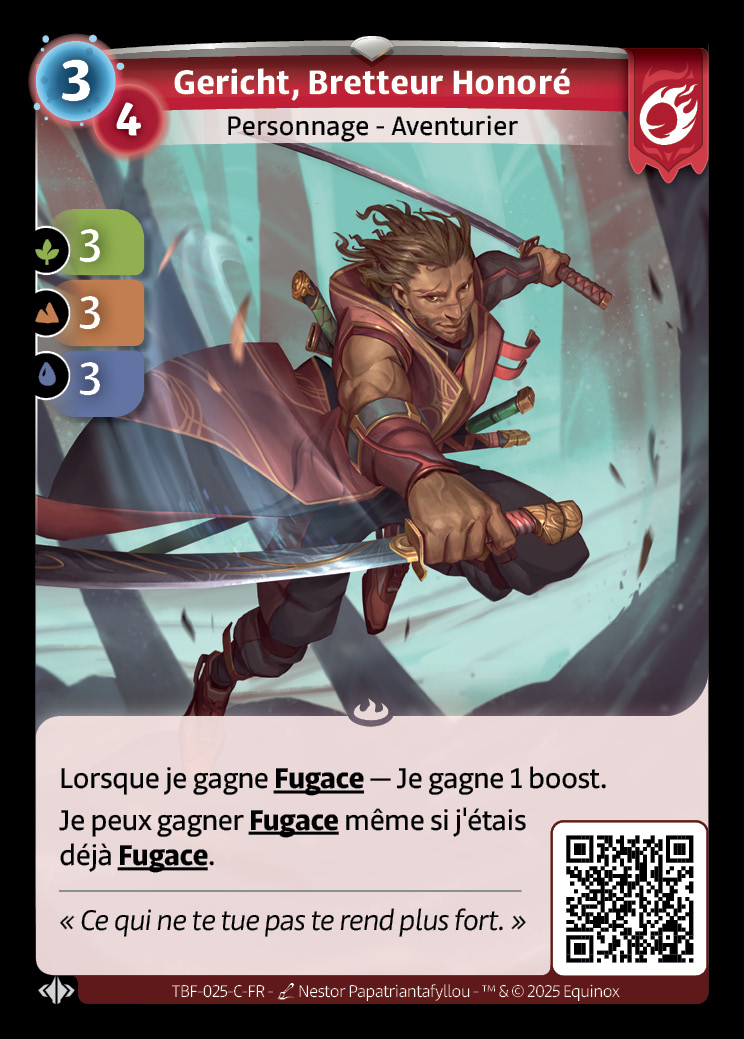 3
Gericht, Bretteur Honoré
4
Personnage - Aventurier
3
3
3
Lorsque je gagne Fugace — Je gagne 1 boost.
Je peux gagner Fugace même si j'étais
déjà Fugace.
« Ce qui ne te tue pas te rend plus fort. »
TBF-025-C-FR - Nestor Papatriantafyllou - ™ & © 2025 Equinox